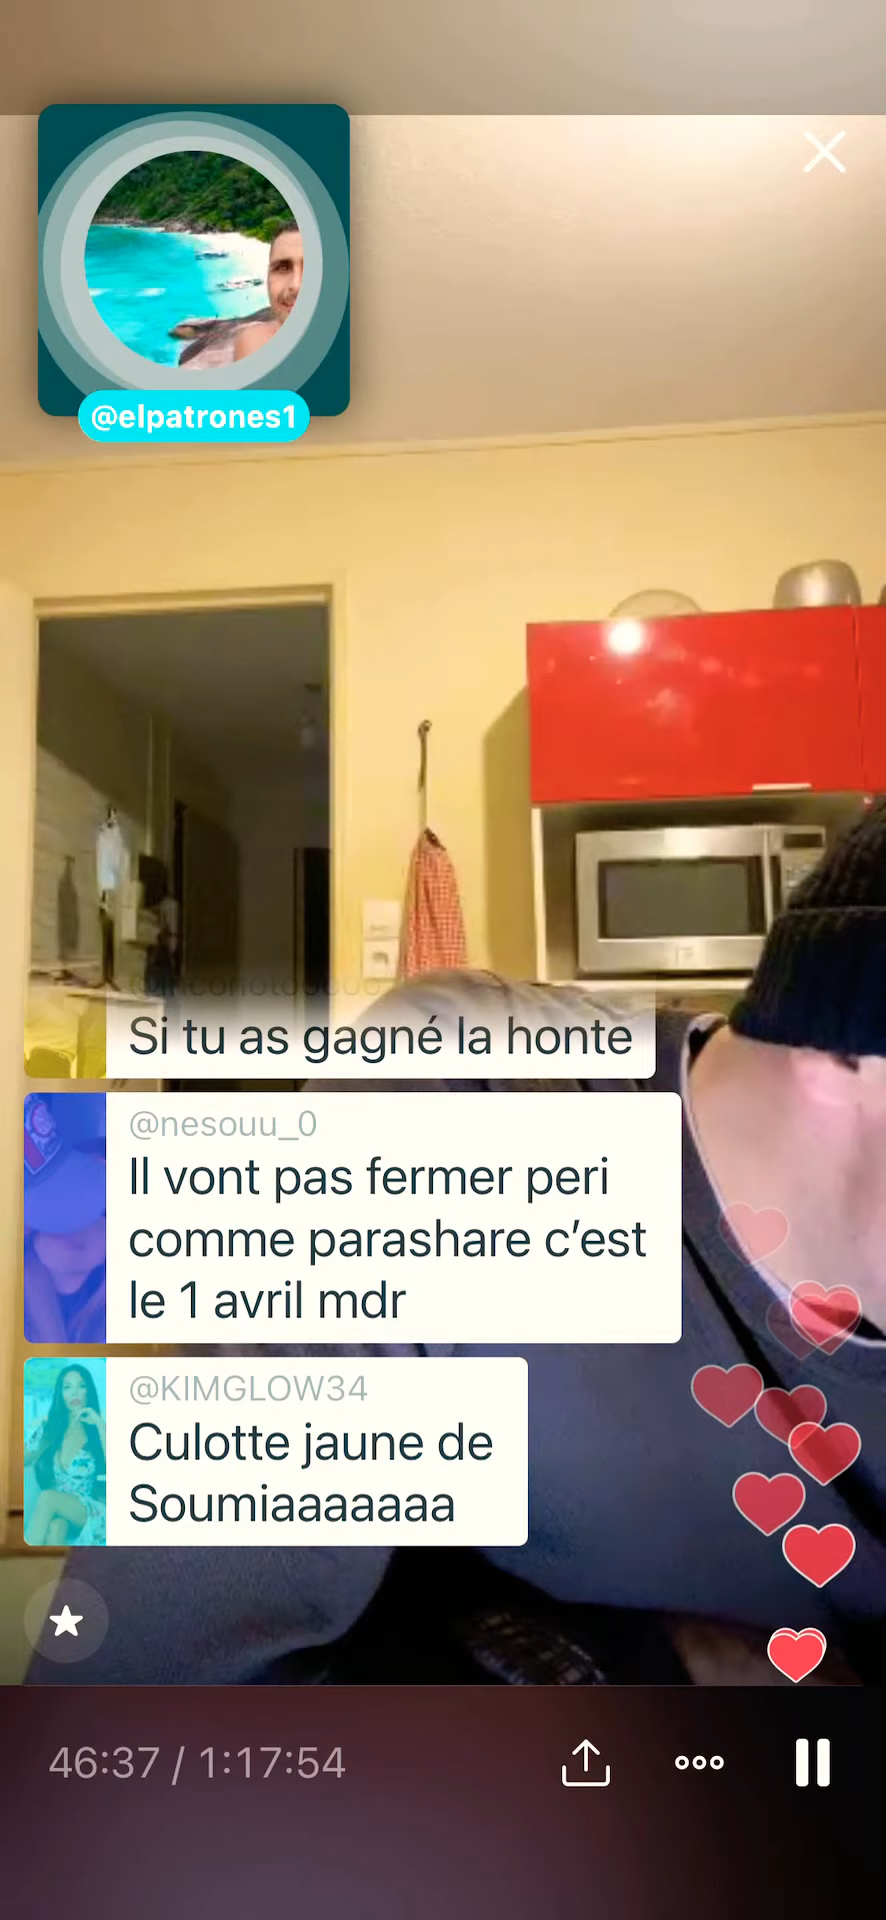 @elpatrones1
Si tu as gagné la honte
@nesouu_0
Il vont pas fermer peri
comme parashare c’est
le 1 avril mdr
@KIMGLOW34
Culotte jaune de
Soumiaaaaaaa
46:37 / 1:17:54